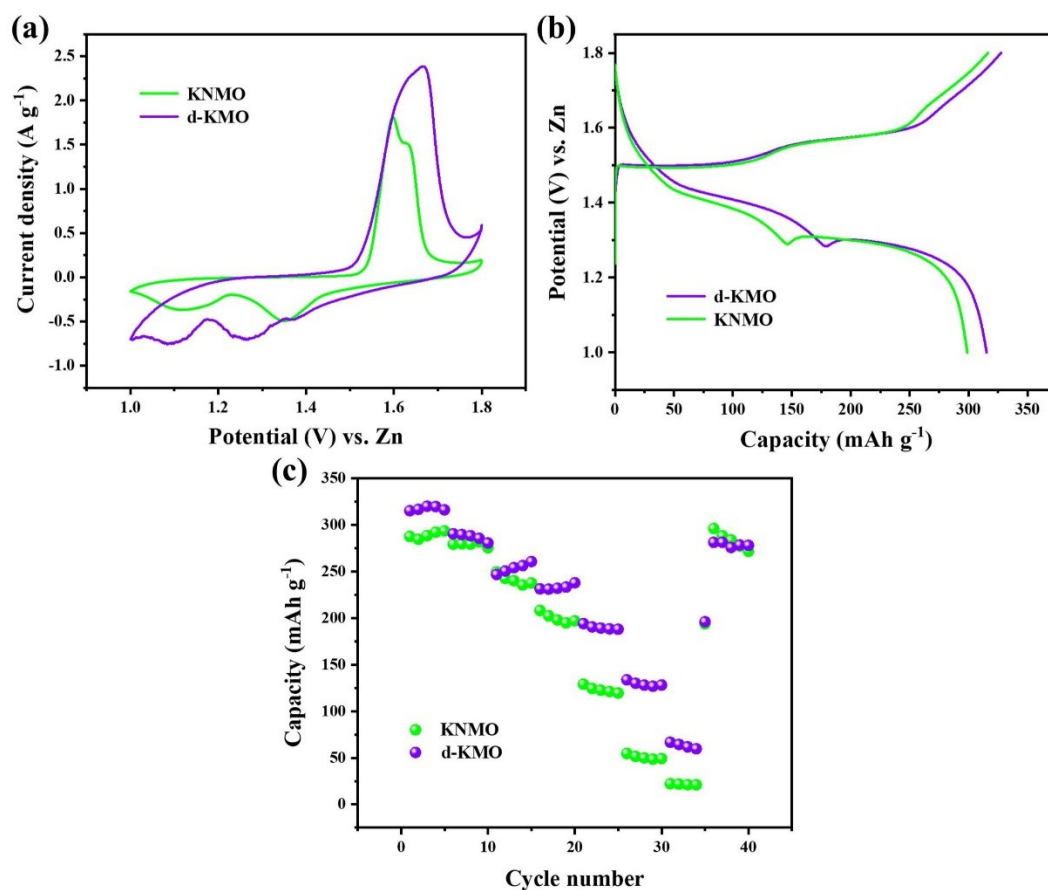 (a)
Current density (A g⁻¹)
2.5
2.0
1.5
1.0
0.5
0.0
-0.5
-1.0
KNMO
d-KMO
1.0 1.2 1.4 1.6 1.8
Potential (V) vs. Zn
(b)
Potential (V) vs. Zn
1.8
1.6
1.4
1.2
1.0
d-KMO
KNMO
0 50 100 150 200 250 300 350
Capacity (mAh g⁻¹)
(c)
Capacity (mAh g⁻¹)
350
300
250
200
150
100
50
0
KNMO
d-KMO
0 10 20 30 40
Cycle number